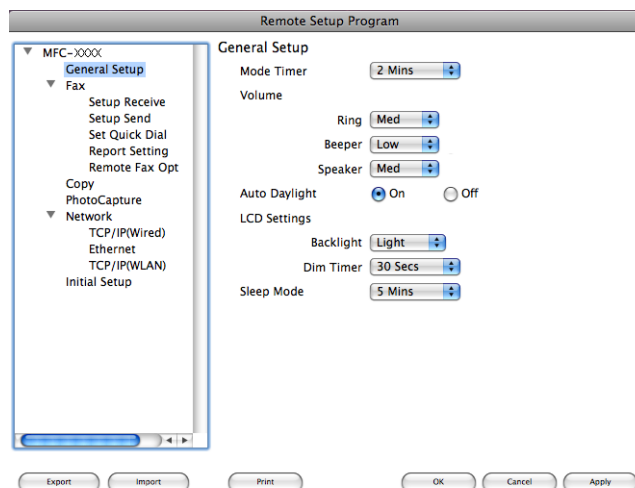 Remote Setup Program
MFC-XXXX
General Setup
Fax
Setup Receive
Setup Send
Set Quick Dial
Report Setting
Remote Fax Opt
Copy
PhotoCapture
Network
TCP/IP(Wired)
Ethernet
TCP/IP(WLAN)
Initial Setup
General Setup
Mode Timer 2 Mins
Volume
Ring Med
Beeper Low
Speaker Med
Auto Daylight On Off
LCD Settings
Backlight Light
Dim Timer 30 Secs
Sleep Mode 5 Mins
Export Import Print OK Cancel Apply